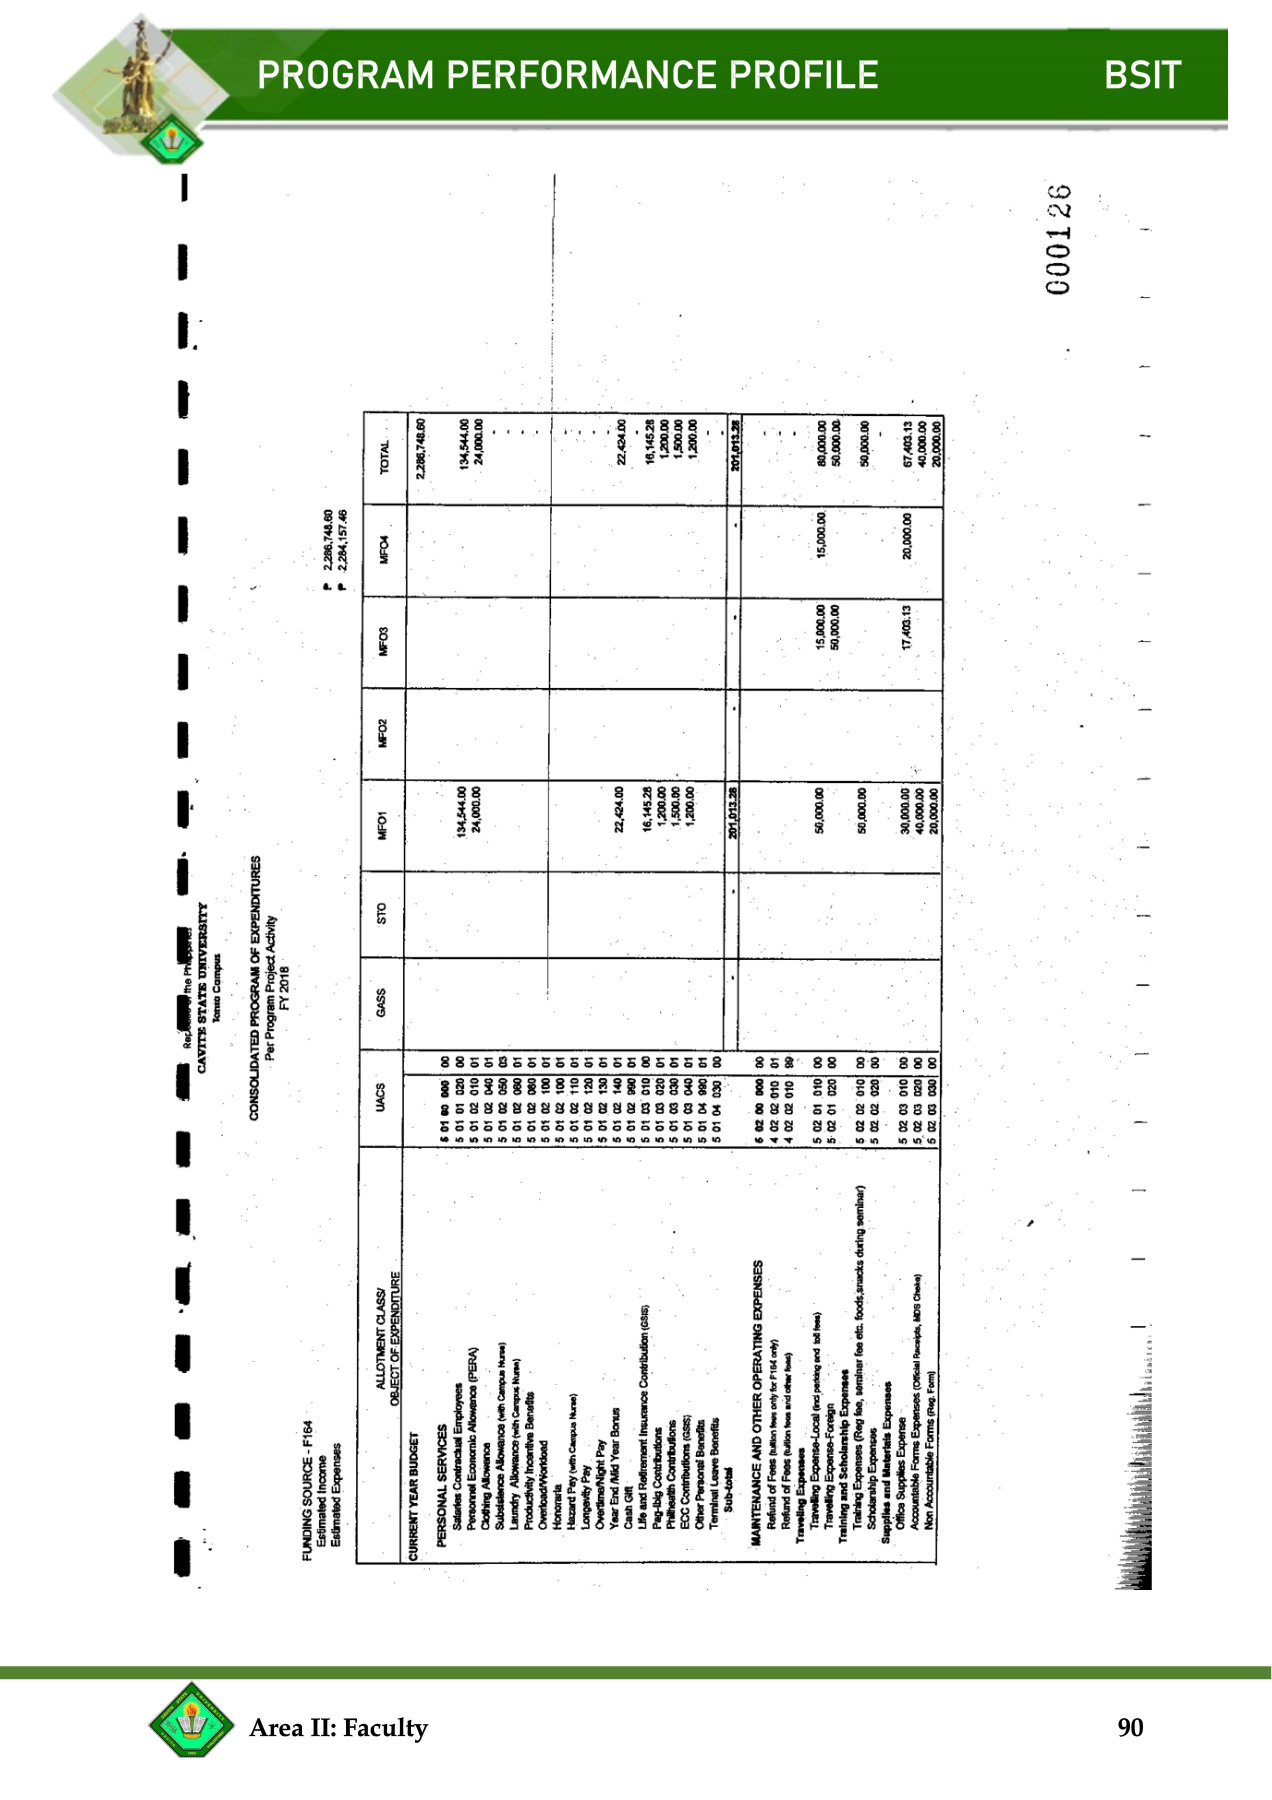 PROGRAM PERFORMANCE PROFILE BSIT
000126
CAVITE STATE UNIVERSITY
Tanza Campus
CONSOLIDATED PROGRAM OF EXPENDITURES
Per Program Project Activity
FY 2018
FUNDING SOURCE - F164
Estimated Income ₱ 2,286,748.60
Estimated Expenses ₱ 2,284,157.46
ALLOTMENT CLASS/ OBJECT OF EXPENDITURE UACS GASS STO MFO1 MFO2 MFO3 MFO4 TOTAL
CURRENT YEAR BUDGET 2,286,748.60
PERSONAL SERVICES 5 01 00 000 00
Salaries Contractual Employees 5 01 01 020 00 134,544.00 134,544.00
Personnel Economic Allowance (PERA) 5 01 02 010 01 24,000.00 24,000.00
Clothing Allowance 5 01 02 040 01 -
Subsistence Allowance (with Campus Nurse) 5 01 02 050 03 -
Laundry Allowance (with Campus Nurse) 5 01 02 060 01 -
Productivity Incentive Benefits 5 01 02 080 01 -
Overload/Workload 5 01 02 100 01 -
Honoraria 5 01 02 100 01 -
Hazard Pay (with Campus Nurse) 5 01 02 110 01 -
Longevity Pay 5 01 02 120 01 -
Overtime/Night Pay 5 01 02 130 01 -
Year End /Mid Year Bonus 5 01 02 140 01 22,424.00 22,424.00
Cash Gift 5 01 02 990 01 -
Life and Retirement Insurance Contribution (GSIS) 5 01 03 010 00 16,145.28 16,145.28
Pag-ibig Contributions 5 01 03 020 01 1,200.00 1,200.00
Philhealth Contributions 5 01 03 030 01 1,500.00 1,500.00
ECC Contributions (GSIS) 5 01 03 040 01 1,200.00 1,200.00
Other Personal Benefits 5 01 04 990 01 -
Terminal Leave Benefits 5 01 04 030 00 -
Sub-total - - 201,013.28 - - - 201,013.28
MAINTENANCE AND OTHER OPERATING EXPENSES 5 02 00 000 00
Refund of Fees (tuition fees only for F164 only) 4 02 02 010 01 -
Refund of Fees (tuition fees and other fees) 4 02 02 010 99 -
Traveling Expenses -
Travelling Expense-Local (incl parking and toll fees) 5 02 01 010 00 50,000.00 15,000.00 15,000.00 80,000.00
Travelling Expense-Foreign 5 02 01 020 00 50,000.00 50,000.00
Training and Scholarship Expenses
Training Expenses (Reg fee, seminar fee etc. foods,snacks during seminar) 5 02 02 010 00 50,000.00 50,000.00
Scholarship Expenses 5 02 02 020 00 -
Supplies and Materials Expenses
Office Supplies Expense 5 02 03 010 00 30,000.00 17,403.13 20,000.00 67,403.13
Accountable Forms Expenses (Official Receipts, MDS Checks) 5 02 03 020 00 40,000.00 40,000.00
Non Accountable Forms (Reg. Form) 5 02 03 030 00 20,000.00 20,000.00
Area II: Faculty 90